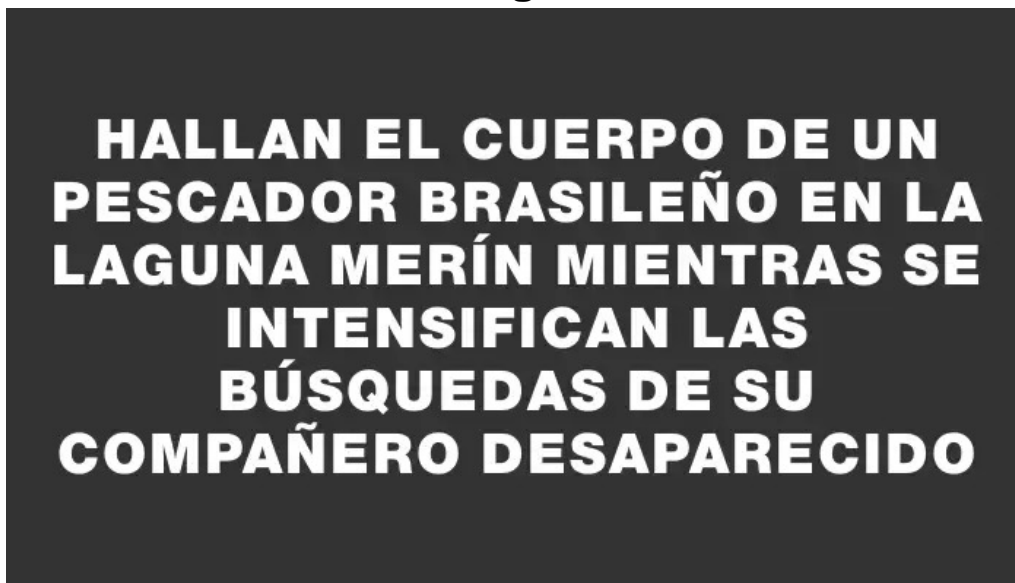 HALLAN EL CUERPO DE UN
PESCADOR BRASILEÑO EN LA
LAGUNA MERÍN MIENTRAS SE
INTENSIFICAN LAS
BÚSQUEDAS DE SU
COMPAÑERO DESAPARECIDO